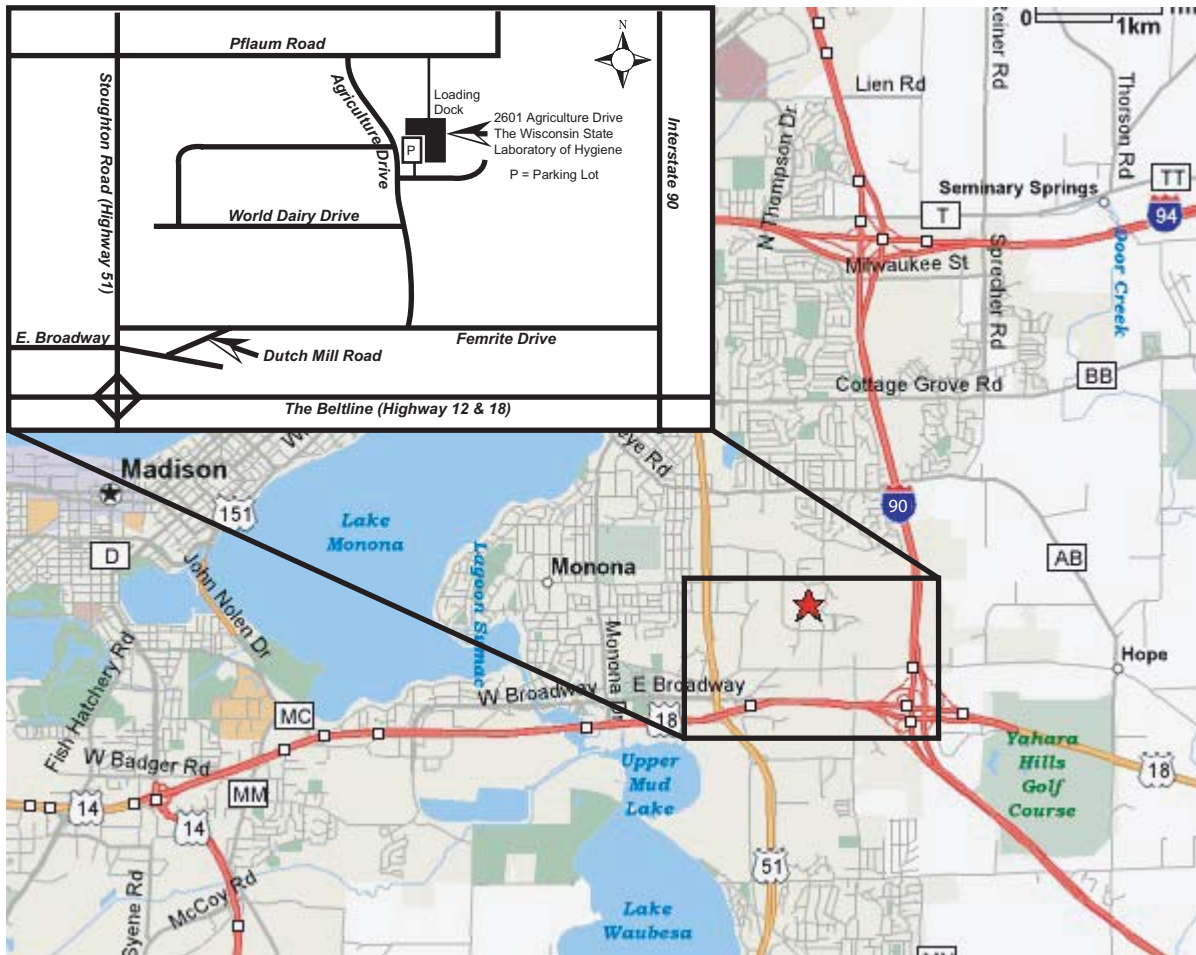 N
Pflaum Road
Stoughton Road (Highway 51)
Agriculture Drive
Loading
Dock
P
2601 Agriculture Drive
The Wisconsin State
Laboratory of Hygiene
P = Parking Lot
Interstate 90
World Dairy Drive
E. Broadway
Femrite Drive
Dutch Mill Road
The Beltline (Highway 12 & 18)
0
1km
Reiner Rd
Lien Rd
Thorson Rd
N Thompson Dr.
Seminary Springs
TT
T
94
Milwaukee St
Sprecher Rd
Door Creek
Cottage Grove Rd
BB
Madison
151
Lake
Monona
D
John Nolen Dr
Lagoon Sumac
Monona
90
AB
Hope
Fish Hatchery Rd
W Broadway
Monona Dr
E Broadway
18
MC
W Badger Rd
MM
14
14
Upper
Mud
Lake
Yahara
Hills
Golf
Course
18
51
McCoy Rd
Syene Rd
Lake
Waubesa